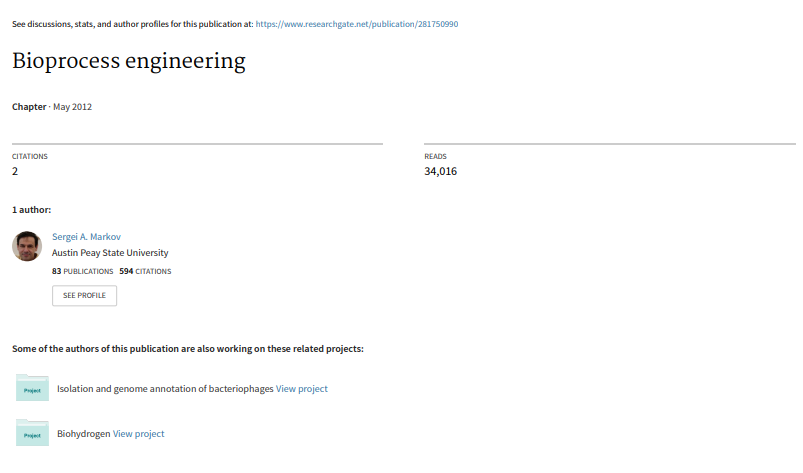 See discussions, stats, and author profiles for this publication at: https://www.researchgate.net/publication/281750990
Bioprocess engineering
Chapter · May 2012
CITATIONS
2
READS
34,016
1 author:
Sergei A. Markov
Austin Peay State University
83 PUBLICATIONS 594 CITATIONS
SEE PROFILE
Some of the authors of this publication are also working on these related projects:
Project
Isolation and genome annotation of bacteriophages View project
Project
Biohydrogen View project